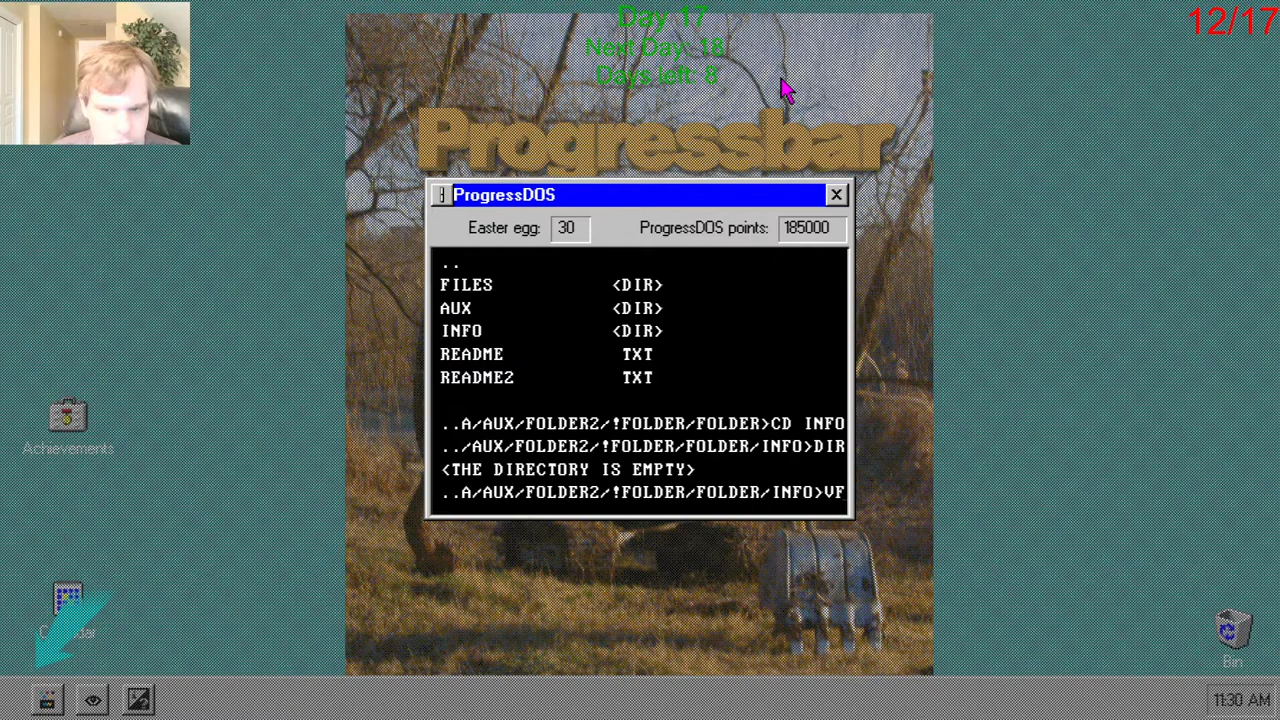 Day 17
Next Day: 18
Days left: 8
12/17
Progressbar
ProgressDOS
Easter egg: 30 ProgressDOS points: 185000
..
FILES <DIR>
AUX <DIR>
INFO <DIR>
README TXT
README2 TXT
..A/AUX/FOLDER2/!FOLDER/FOLDER>CD INFO
../AUX/FOLDER2/!FOLDER/FOLDER/INFO>DIR
<THE DIRECTORY IS EMPTY>
..A/AUX/FOLDER2/!FOLDER/FOLDER/INFO>VF_
Achievements
Bin
11:30 AM